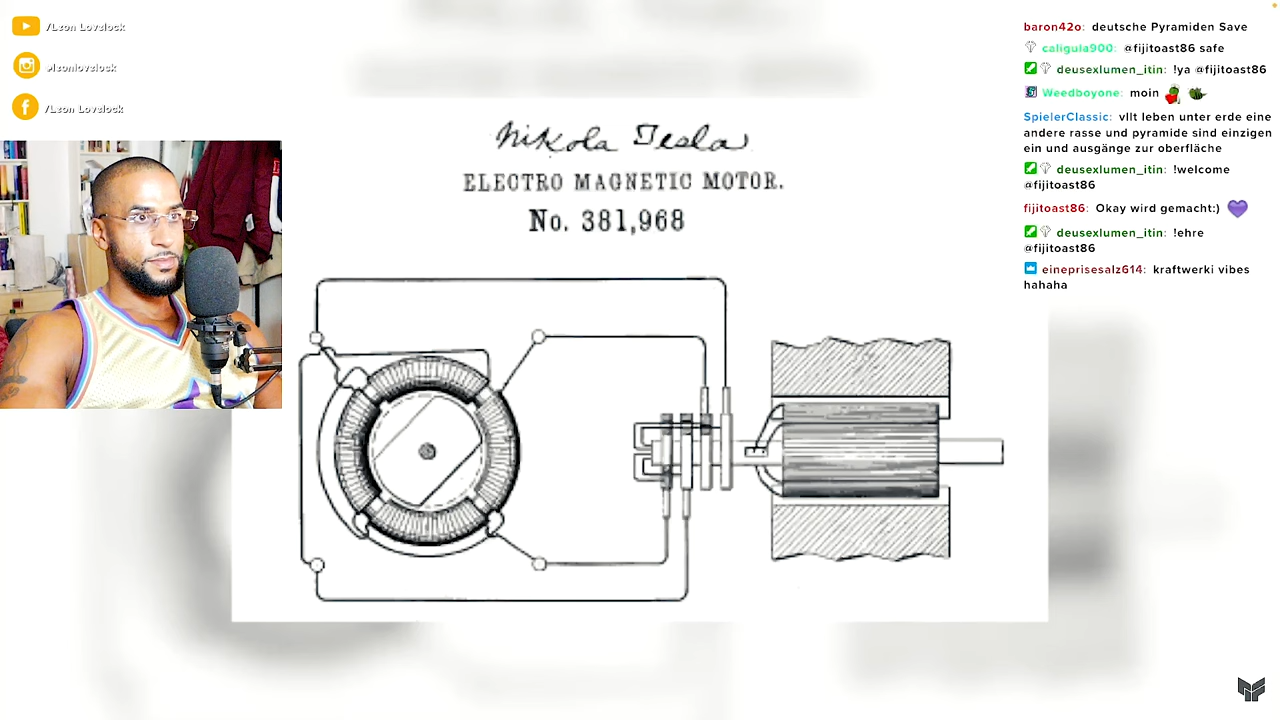 /Leon Lovelock
/leonlovelock
/Leon Lovelock
Nikola Tesla
ELECTRO MAGNETIC MOTOR.
No. 381,968
baron42o: deutsche Pyramiden Save
caligula900: @fijitoast86 safe
deusexlumen_itin: !ya @fijitoast86
Weedboyone: moin
SpielerClassic: vllt leben unter erde eine
andere rasse und pyramide sind einzigen
ein und ausgänge zur oberfläche
deusexlumen_itin: !welcome
@fijitoast86
fijitoast86: Okay wird gemacht:)
deusexlumen_itin: !ehre
@fijitoast86
eineprisesalz614: kraftwerki vibes
hahaha